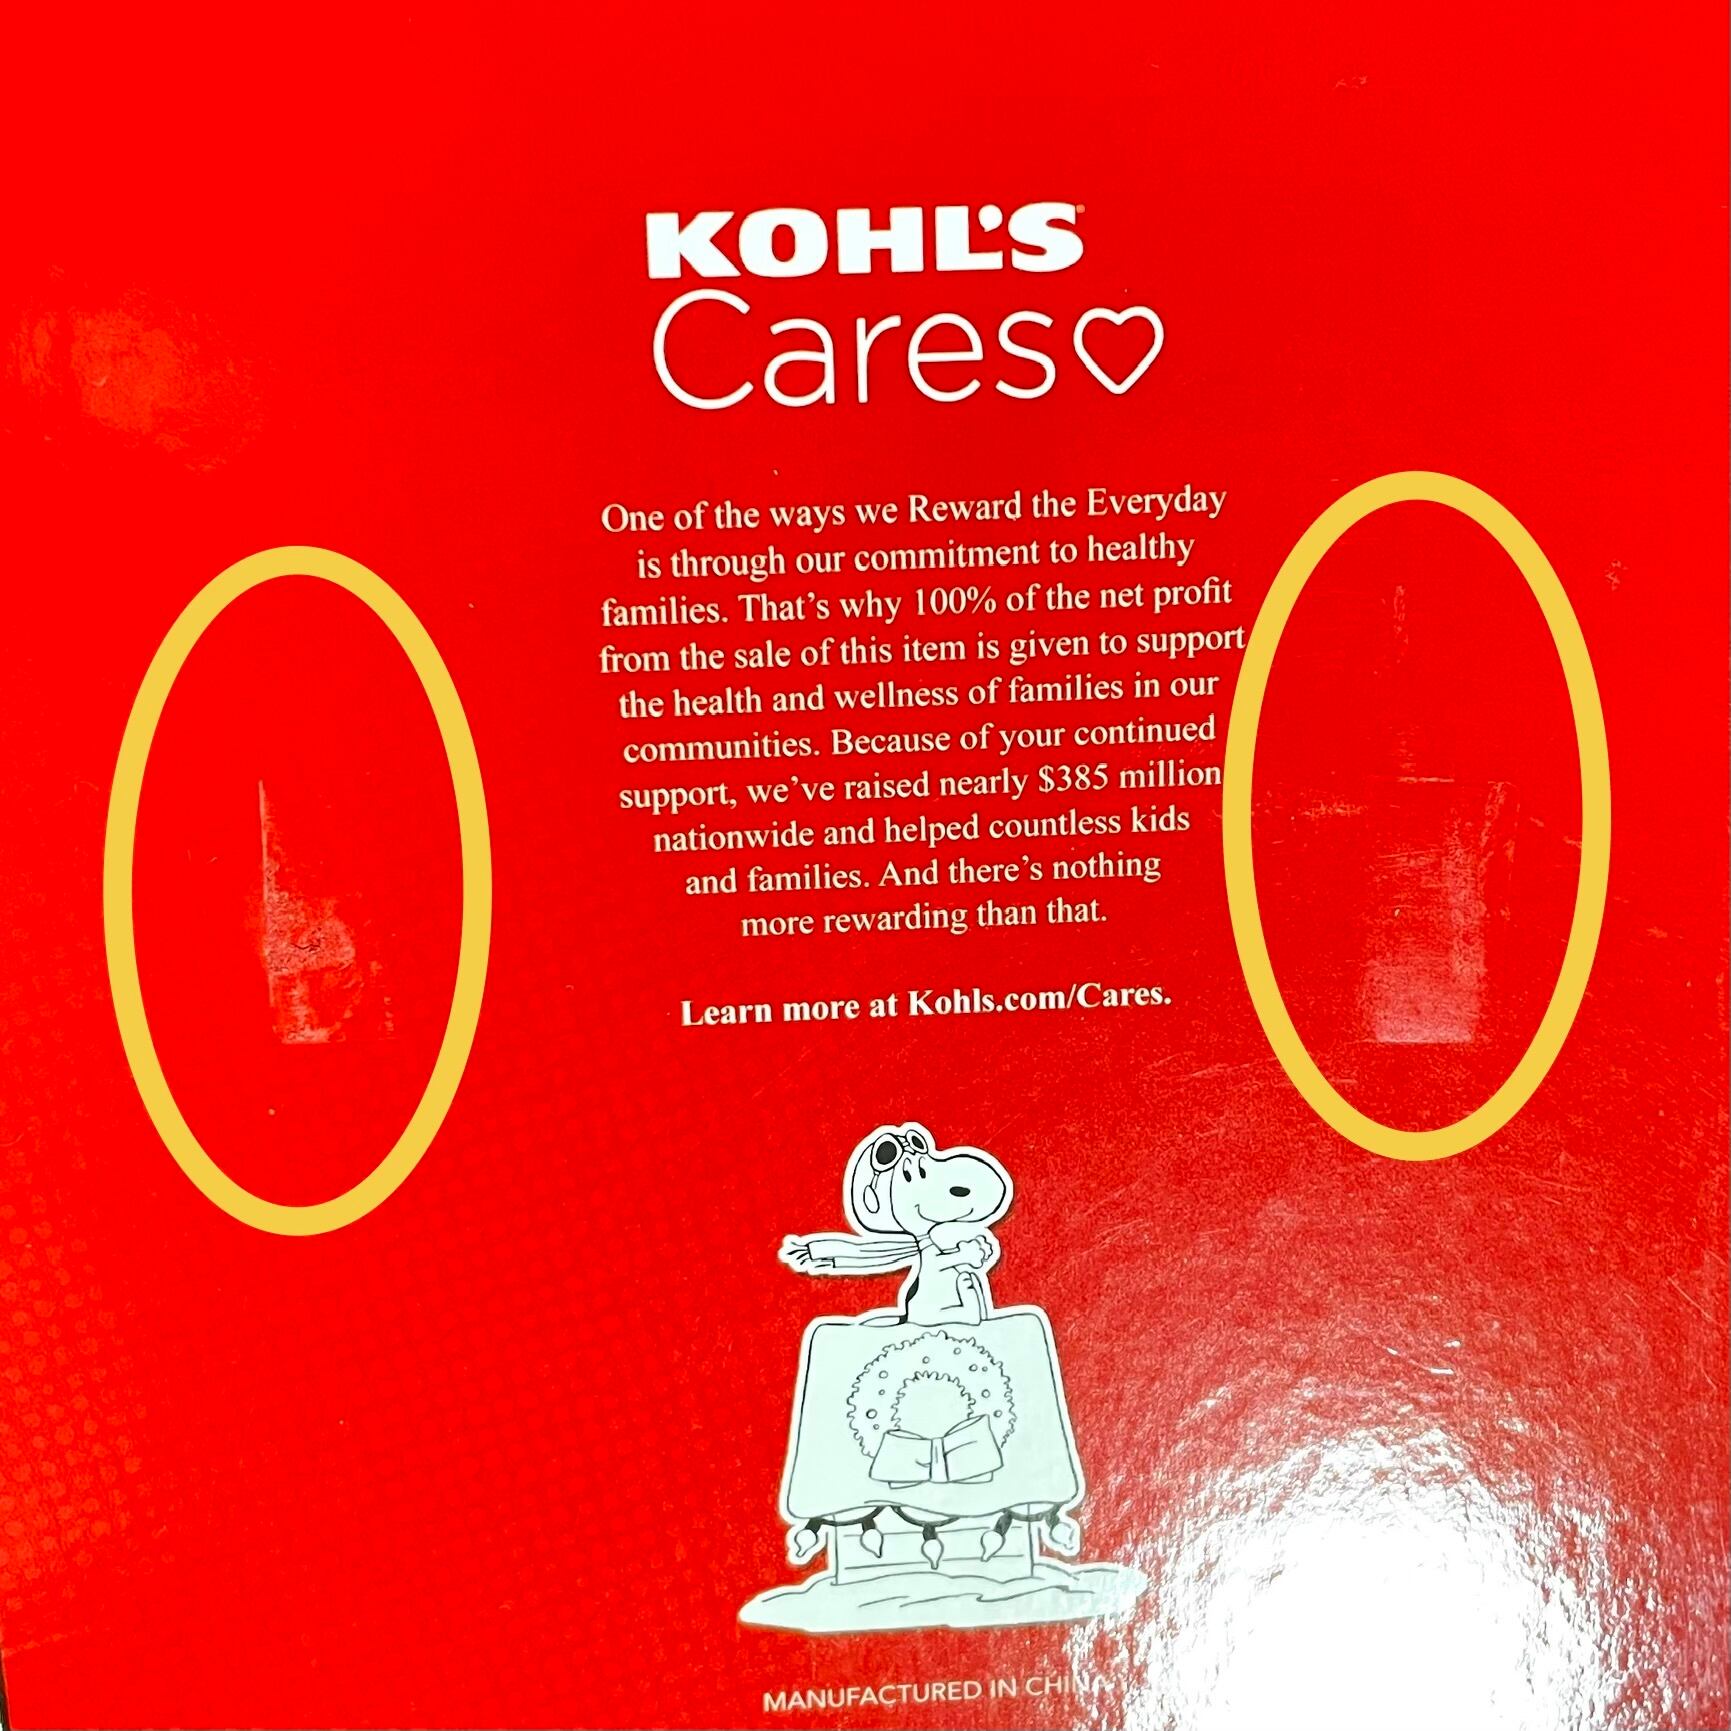 KOHL'S
Cares
One of the ways we Reward the Everyday
is through our commitment to healthy
families. That's why 100% of the net profit
from the sale of this item is given to support
the health and wellness of families in our
communities. Because of your continued
support, we've raised nearly $385 million
nationwide and helped countless kids
and families. And there's nothing
more rewarding than that.
Learn more at Kohls.com/Cares.
MANUFACTURED IN CHINA